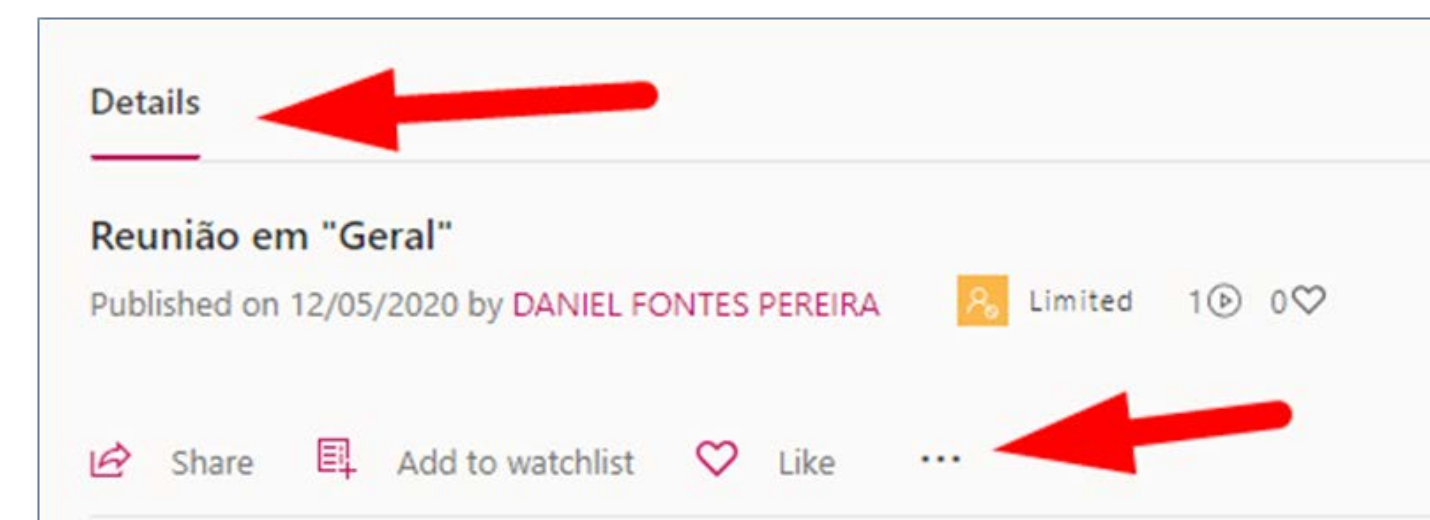 Details
Reunião em "Geral"
Published on 12/05/2020 by DANIEL FONTES PEREIRA Limited 1 0
Share Add to watchlist Like ...